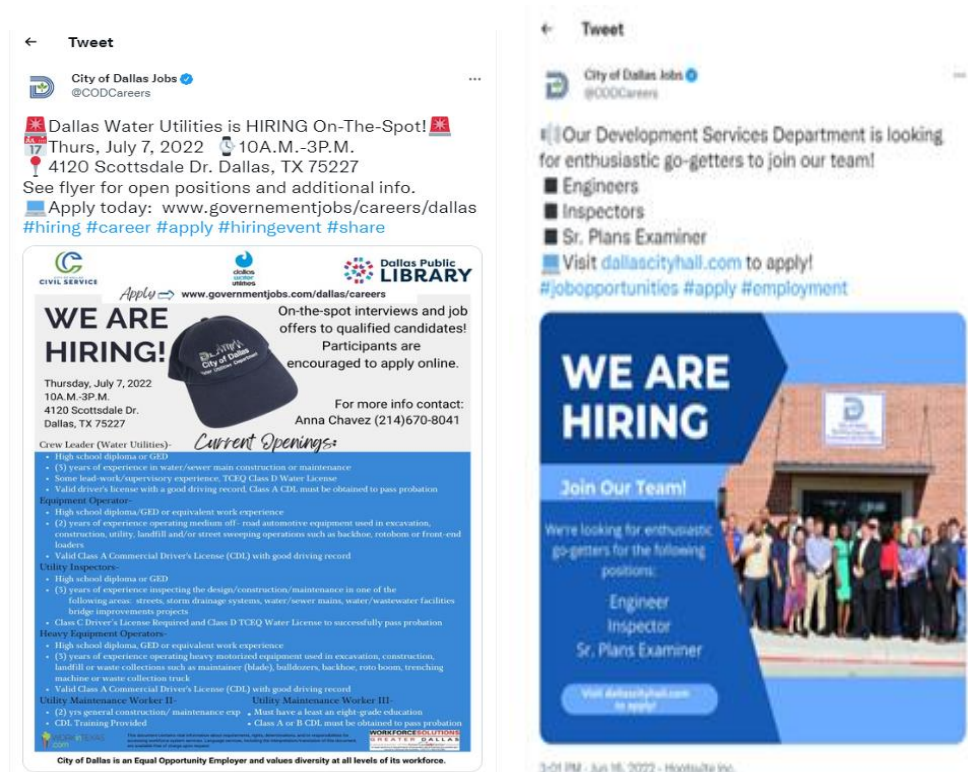 Tweet
City of Dallas Jobs
@CODCareers
Dallas Water Utilities is HIRING On-The-Spot!
17 Thurs, July 7, 2022 10A.M.-3P.M.
4120 Scottsdale Dr. Dallas, TX 75227
See flyer for open positions and additional info.
Apply today: www.governementjobs/careers/dallas
#hiring #career #apply #hiringevent #share
CIVIL SERVICE
dallas
water
utilities
Dallas Public
LIBRARY
Apply www.governmentjobs.com/dallas/careers
WE ARE
HIRING!
Thursday, July 7, 2022
10A.M.-3P.M.
4120 Scottsdale Dr.
Dallas, TX 75227
City of Dallas
On-the-spot interviews and job
offers to qualified candidates!
Participants are
encouraged to apply online.
For more info contact:
Anna Chavez (214)670-8041
Current Openings:
Crew Leader (Water Utilities)-
• High school diploma or GED
• (3) years of experience in water/sewer main construction or maintenance
• Some lead-work/supervisory experience, TCEQ Class D Water License
• Valid driver's license with a good driving record, Class A CDL must be obtained to pass probation
Equipment Operator-
• High school diploma/GED or equivalent work experience
• (2) years of experience operating medium off- road automotive equipment used in excavation,
construction, utility, landfill and/or street sweeping operations such as backhoe, rotobom or front-end
loaders
• Valid Class A Commercial Driver's License (CDL) with good driving record
Utility Inspectors-
• High school diploma or GED
• (3) years of experience inspecting the design/construction/maintenance in one of the
following areas: streets, storm drainage systems, water/sewer mains, water/wastewater facilities
bridge improvements projects
• Class C Driver's License Required and Class D TCEQ Water License to successfully pass probation
Heavy Equipment Operators-
• High school diploma, GED or equivalent work experience
• (3) years of experience operating heavy motorized equipment used in excavation, construction,
landfill or waste collections such as maintainer (blade), bulldozers, backhoe, roto boom, trenching
machine or waste collection truck
• Valid Class A Commercial Driver's License (CDL) with good driving record
Utility Maintenance Worker II-
• (2) yrs general construction/ maintenance exp
• CDL Training Provided
Utility Maintenance Worker III-
• Must have a least an eight-grade education
• Class A or B CDL must be obtained to pass probation
WORKINTEXAS
.com
WORKFORCESOLUTIONS
GREATER DALLAS
City of Dallas is an Equal Opportunity Employer and values diversity at all levels of its workforce.
Tweet
City of Dallas Jobs
@CODCareers
Our Development Services Department is looking
for enthusiastic go-getters to join our team!
Engineers
Inspectors
Sr. Plans Examiner
Visit dallascityhall.com to apply!
#jobopportunities #apply #employment
WE ARE
HIRING
Join Our Team!
We're looking for enthusiastic
go-getters for the following
positions:
Engineer
Inspector
Sr. Plans Examiner
Visit dallascityhall.com
to apply!
3:01 PM · Jun 16, 2022 · Hootsuite Inc.